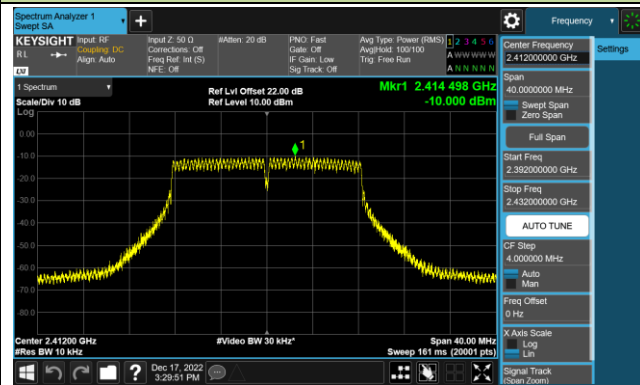 Spectrum Analyzer 1
Swept SA
Frequency
KEYSIGHT
Input: RF
Coupling: DC
Align: Auto
RL
LXI
Input Z: 50 Ω
Corrections: Off
Freq Ref: Int (S)
NFE: Off
#Atten: 20 dB
PNO: Fast
Gate: Off
IF Gain: Low
Sig Track: Off
Avg Type: Power (RMS)
Avg|Hold: 100/100
Trig: Free Run
1 2 3 4 5 6
A W W W W W
A N N N N N
1 Spectrum
Scale/Div 10 dB
Ref Lvl Offset 22.00 dB
Ref Level 10.00 dBm
Mkr1 2.414 498 GHz
-10.000 dBm
Log
0.00
-10.0
-20.0
-30.0
-40.0
-50.0
-60.0
-70.0
-80.0
1
Center 2.41200 GHz
#Res BW 10 kHz
#Video BW 30 kHz*
Span 40.00 MHz
Sweep 161 ms (20001 pts)
Dec 17, 2022
3:29:51 PM
Center Frequency
2.412000000 GHz
Settings
Span
40.0000000 MHz
Swept Span
Zero Span
Full Span
Start Freq
2.392000000 GHz
Stop Freq
2.432000000 GHz
AUTO TUNE
CF Step
4.000000 MHz
Auto
Man
Freq Offset
0 Hz
X Axis Scale
Log
Lin
Signal Track
(Span Zoom)